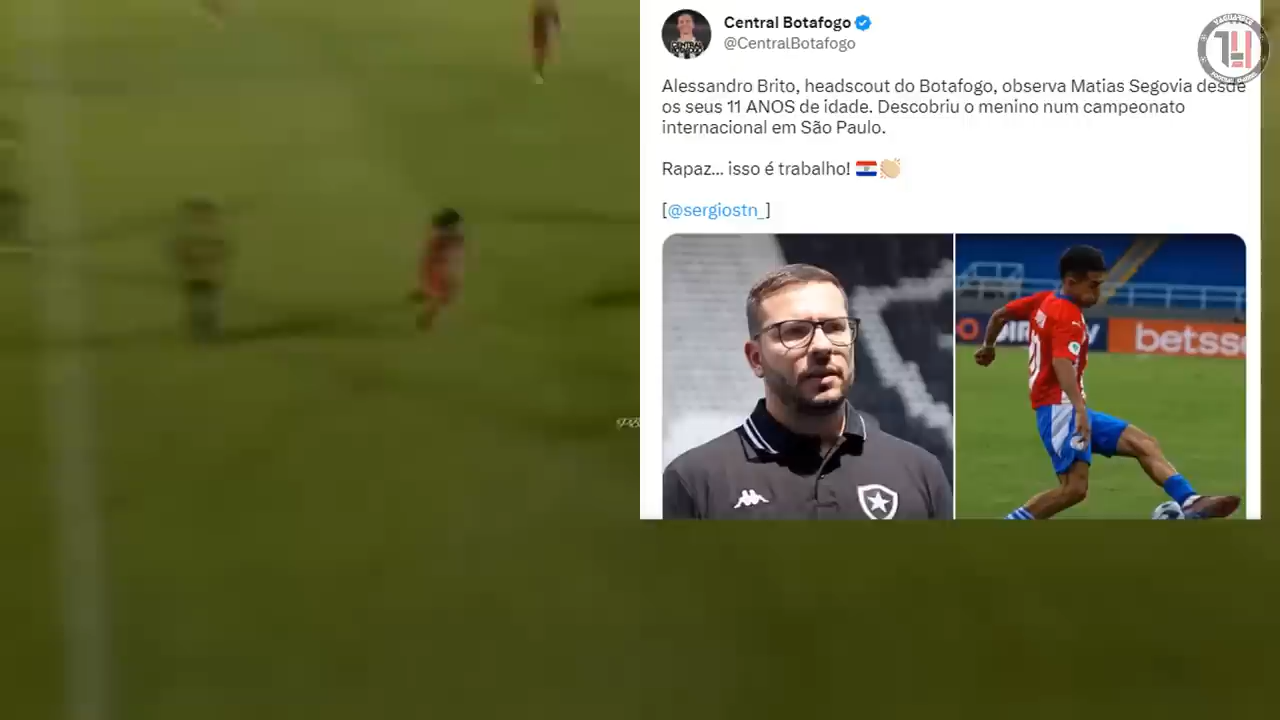 Central Botafogo
@CentralBotafogo
Alessandro Brito, headscout do Botafogo, observa Matias Segovia desde
os seus 11 ANOS de idade. Descobriu o menino num campeonato
internacional em São Paulo.
Rapaz... isso é trabalho! 🇵🇾👏🏼
[@sergiostn_]